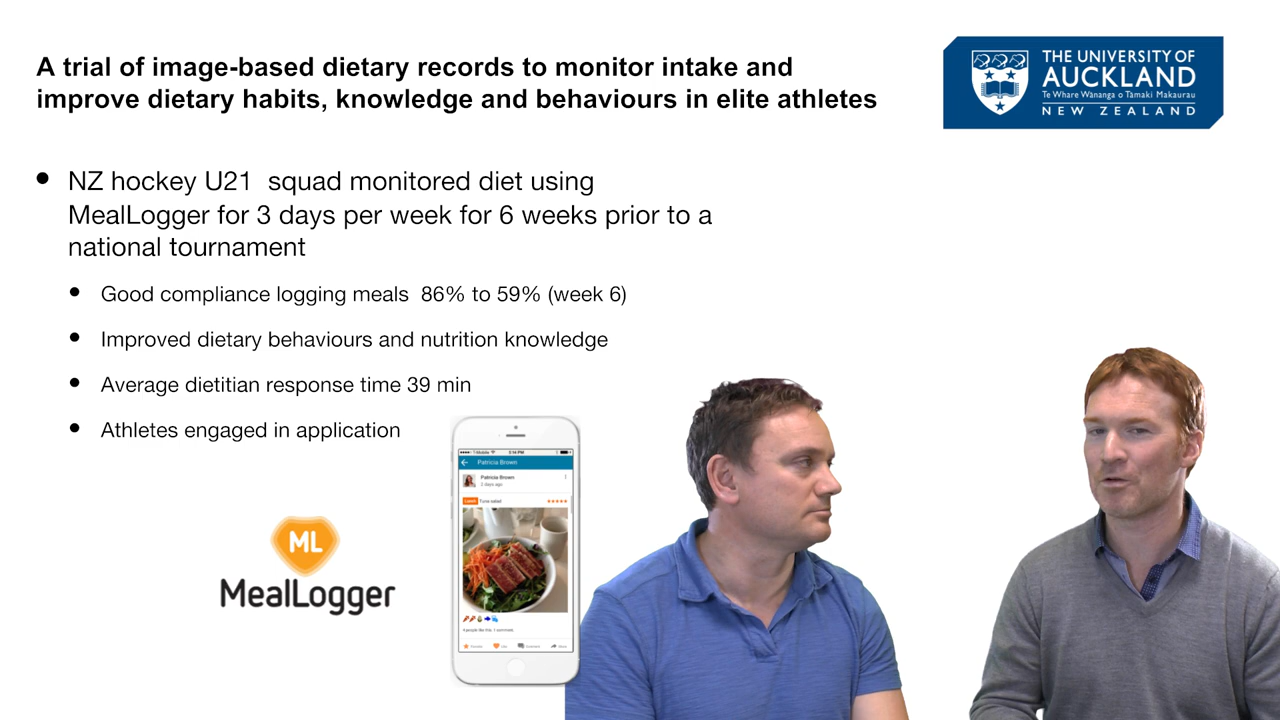 A trial of image-based dietary records to monitor intake and
improve dietary habits, knowledge and behaviours in elite athletes
THE UNIVERSITY OF
AUCKLAND
Te Whare Wānanga o Tāmaki Makaurau
NEW ZEALAND
• NZ hockey U21 squad monitored diet using
MealLogger for 3 days per week for 6 weeks prior to a
national tournament
• Good compliance logging meals 86% to 59% (week 6)
• Improved dietary behaviours and nutrition knowledge
• Average dietitian response time 39 min
• Athletes engaged in application
ML
MealLogger
Patricia Brown
Patricia Brown
2 days ago
Lunch Tuna salad